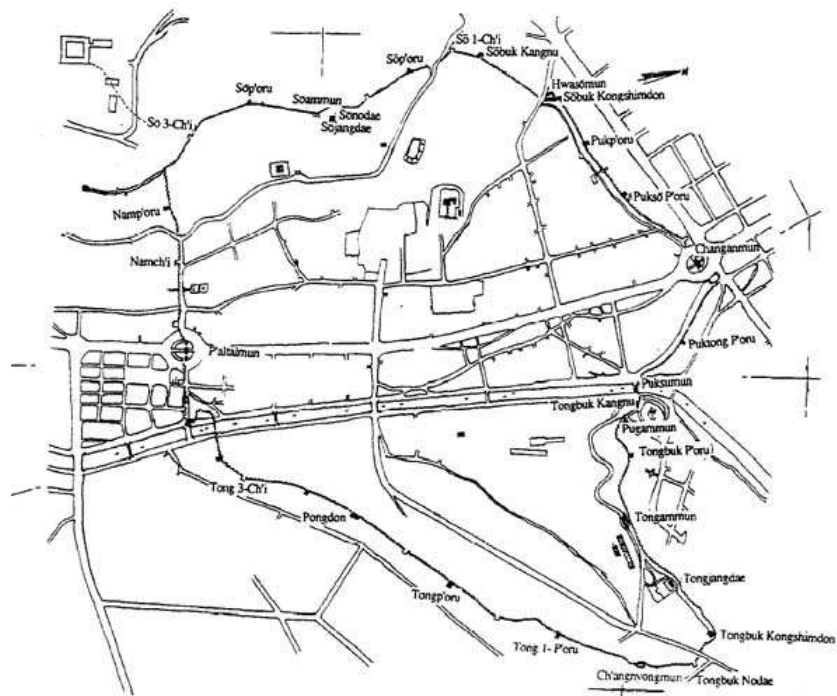 Sŏ 1-Ch'i
Sŏbuk Kangnu
Sŏp'oru
Hwasŏmun
Sŏbuk Kongshimdon
Sŏp'oru
Sŏammun
Sŏnodae
Sŏjangdae
Sŏ 3-Ch'i
Pukp'oru
Puksŏ P'oru
Namp'oru
Changanmun
Namch'i
P'altalmun
Puktong P'oru
Puksumun
Tongbuk Kangnu
Pugammun
Tongbuk P'oru
Tong 3-Ch'i
Pongdon
Tongammun
Tongjangdae
Tongp'oru
Tong 1- P'oru
Tongbuk Kongshimdon
Ch'angnyongmun
Tongbuk Nodae